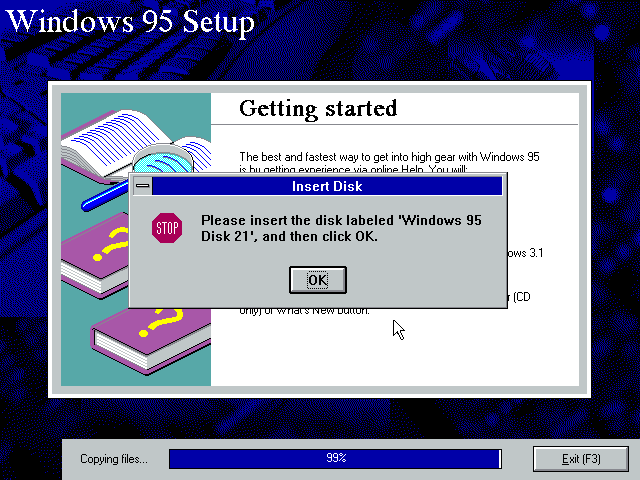 Windows 95 Setup
Getting started
The best and fastest way to get into high gear with Windows 95
is by getting experience via online Help. You will:
Insert Disk
STOP
Please insert the disk labeled 'Windows 95
Disk 21', and then click OK.
ows 3.1
OK
r (CD
only) or What's New button.
Copying files...
99%
Exit (F3)